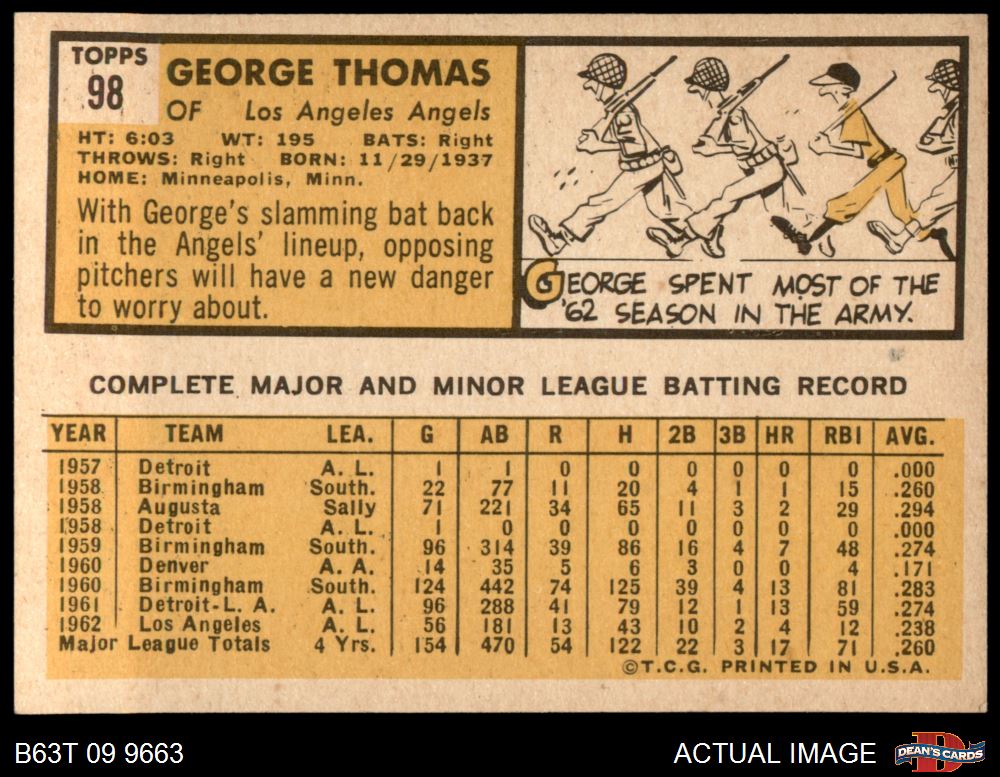 TOPPS
98
GEORGE THOMAS
OF Los Angeles Angels
HT: 6:03 WT: 195 BATS: Right
THROWS: Right BORN: 11/29/1937
HOME: Minneapolis, Minn.
With George's slamming bat back
in the Angels' lineup, opposing
pitchers will have a new danger
to worry about.
GEORGE SPENT MOST OF THE
'62 SEASON IN THE ARMY.
COMPLETE MAJOR AND MINOR LEAGUE BATTING RECORD
YEAR TEAM LEA. G AB R H 2B 3B HR RBI AVG.
1957 Detroit A. L. 1 1 0 0 0 0 0 0 .000
1958 Birmingham South. 22 77 11 20 4 1 1 15 .260
1958 Augusta Sally 71 221 34 65 11 3 2 29 .294
1958 Detroit A. L. 1 0 0 0 0 0 0 0 .000
1959 Birmingham South. 96 314 39 86 16 4 7 48 .274
1960 Denver A. A. 14 35 5 6 3 0 0 4 .171
1960 Birmingham South. 124 442 74 125 39 4 13 81 .283
1961 Detroit-L. A. A. L. 96 288 41 79 12 1 13 59 .274
1962 Los Angeles A. L. 56 181 13 43 10 2 4 12 .238
Major League Totals 4 Yrs. 154 470 54 122 22 3 17 71 .260
©T.C.G. PRINTED IN U.S.A.
B63T 09 9663
ACTUAL IMAGE
D
DEAN'S CARDS